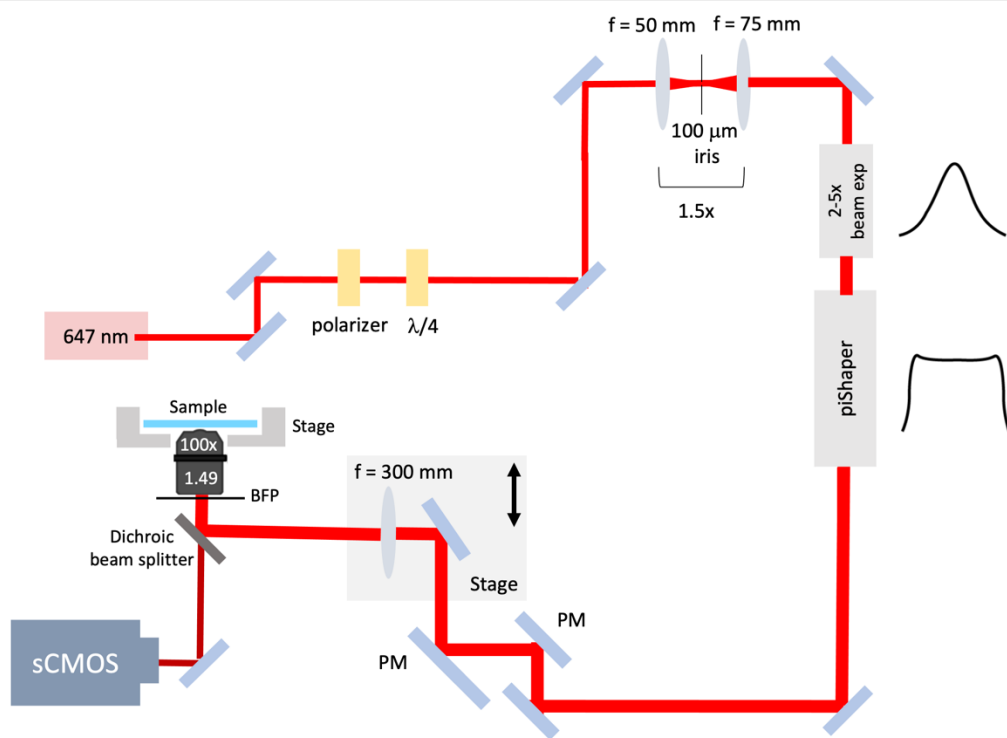 f = 50 mm
f = 75 mm
100 μm
iris
1.5x
2-5x
beam exp
polarizer
λ/4
647 nm
piShaper
Sample
Stage
100x
1.49
BFP
f = 300 mm
Dichroic
beam splitter
Stage
PM
PM
sCMOS